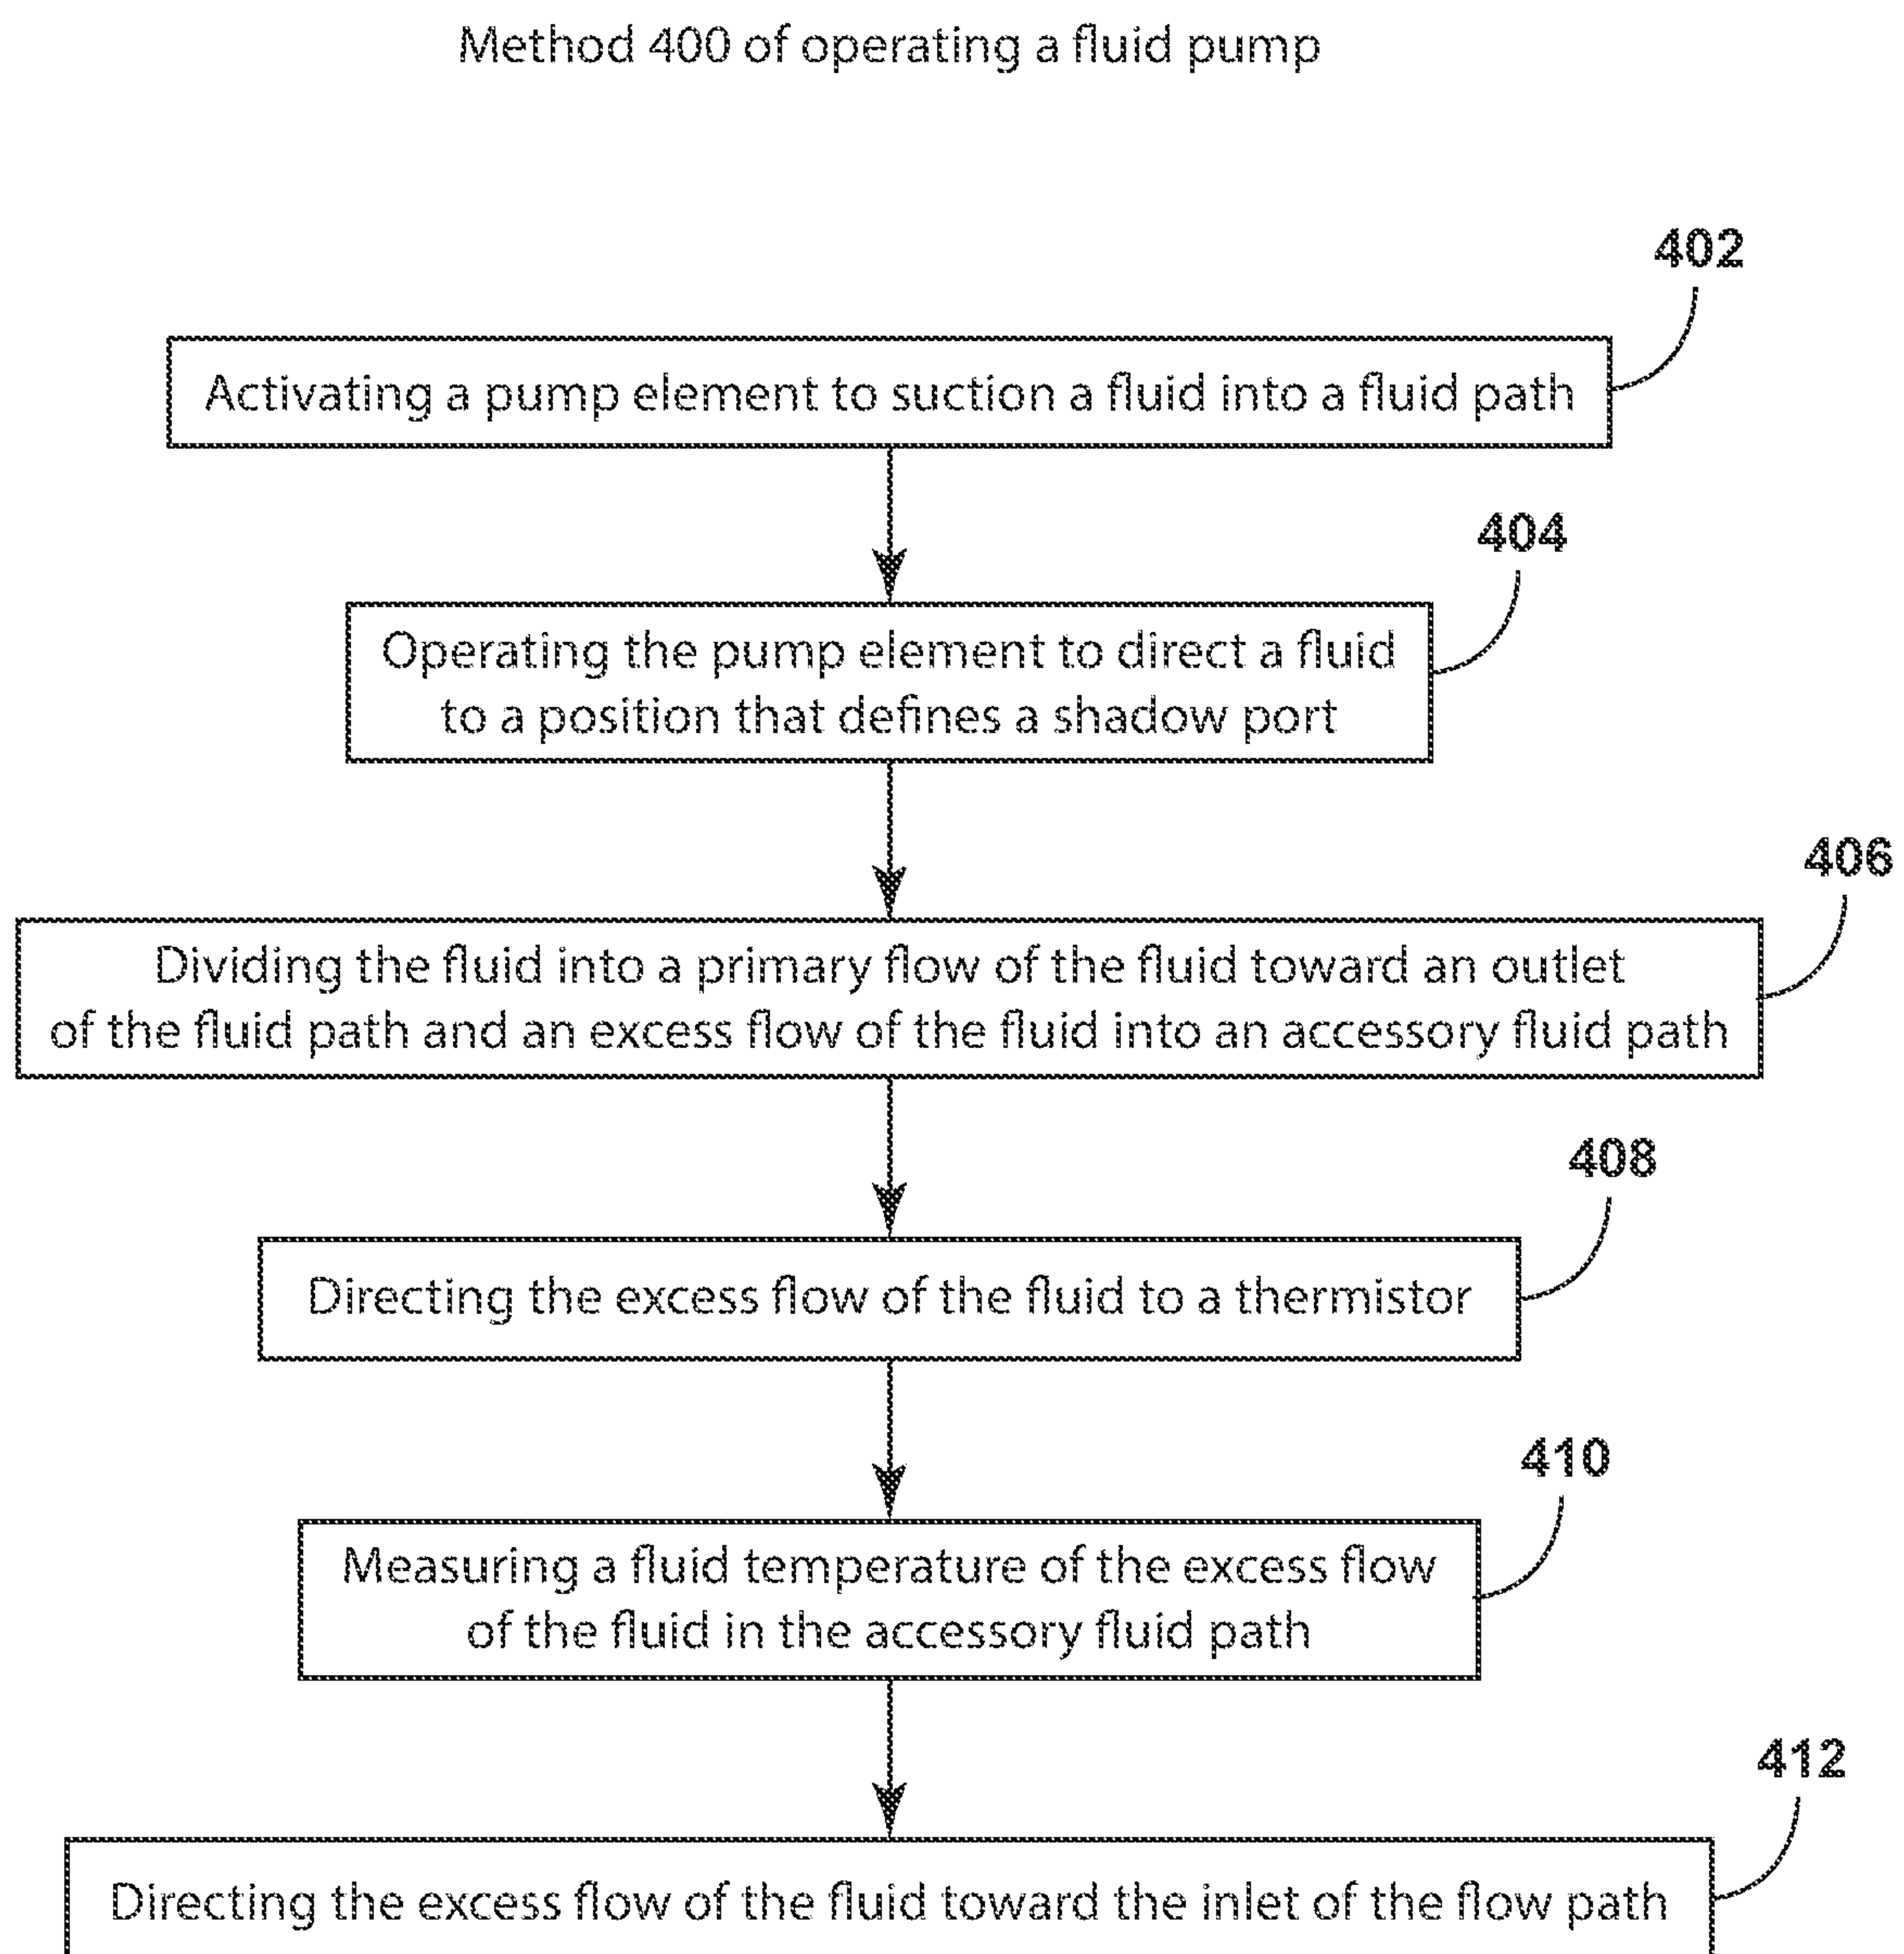 Method 400 of operating a fluid pump
402
Activating a pump element to suction a fluid into a fluid path
404
Operating the pump element to direct a fluid
to a position that defines a shadow port
406
Dividing the fluid into a primary flow of the fluid toward an outlet
of the fluid path and an excess flow of the fluid into an accessory fluid path
408
Directing the excess flow of the fluid to a thermistor
410
Measuring a fluid temperature of the excess flow
of the fluid in the accessory fluid path
412
Directing the excess flow of the fluid toward the inlet of the flow path